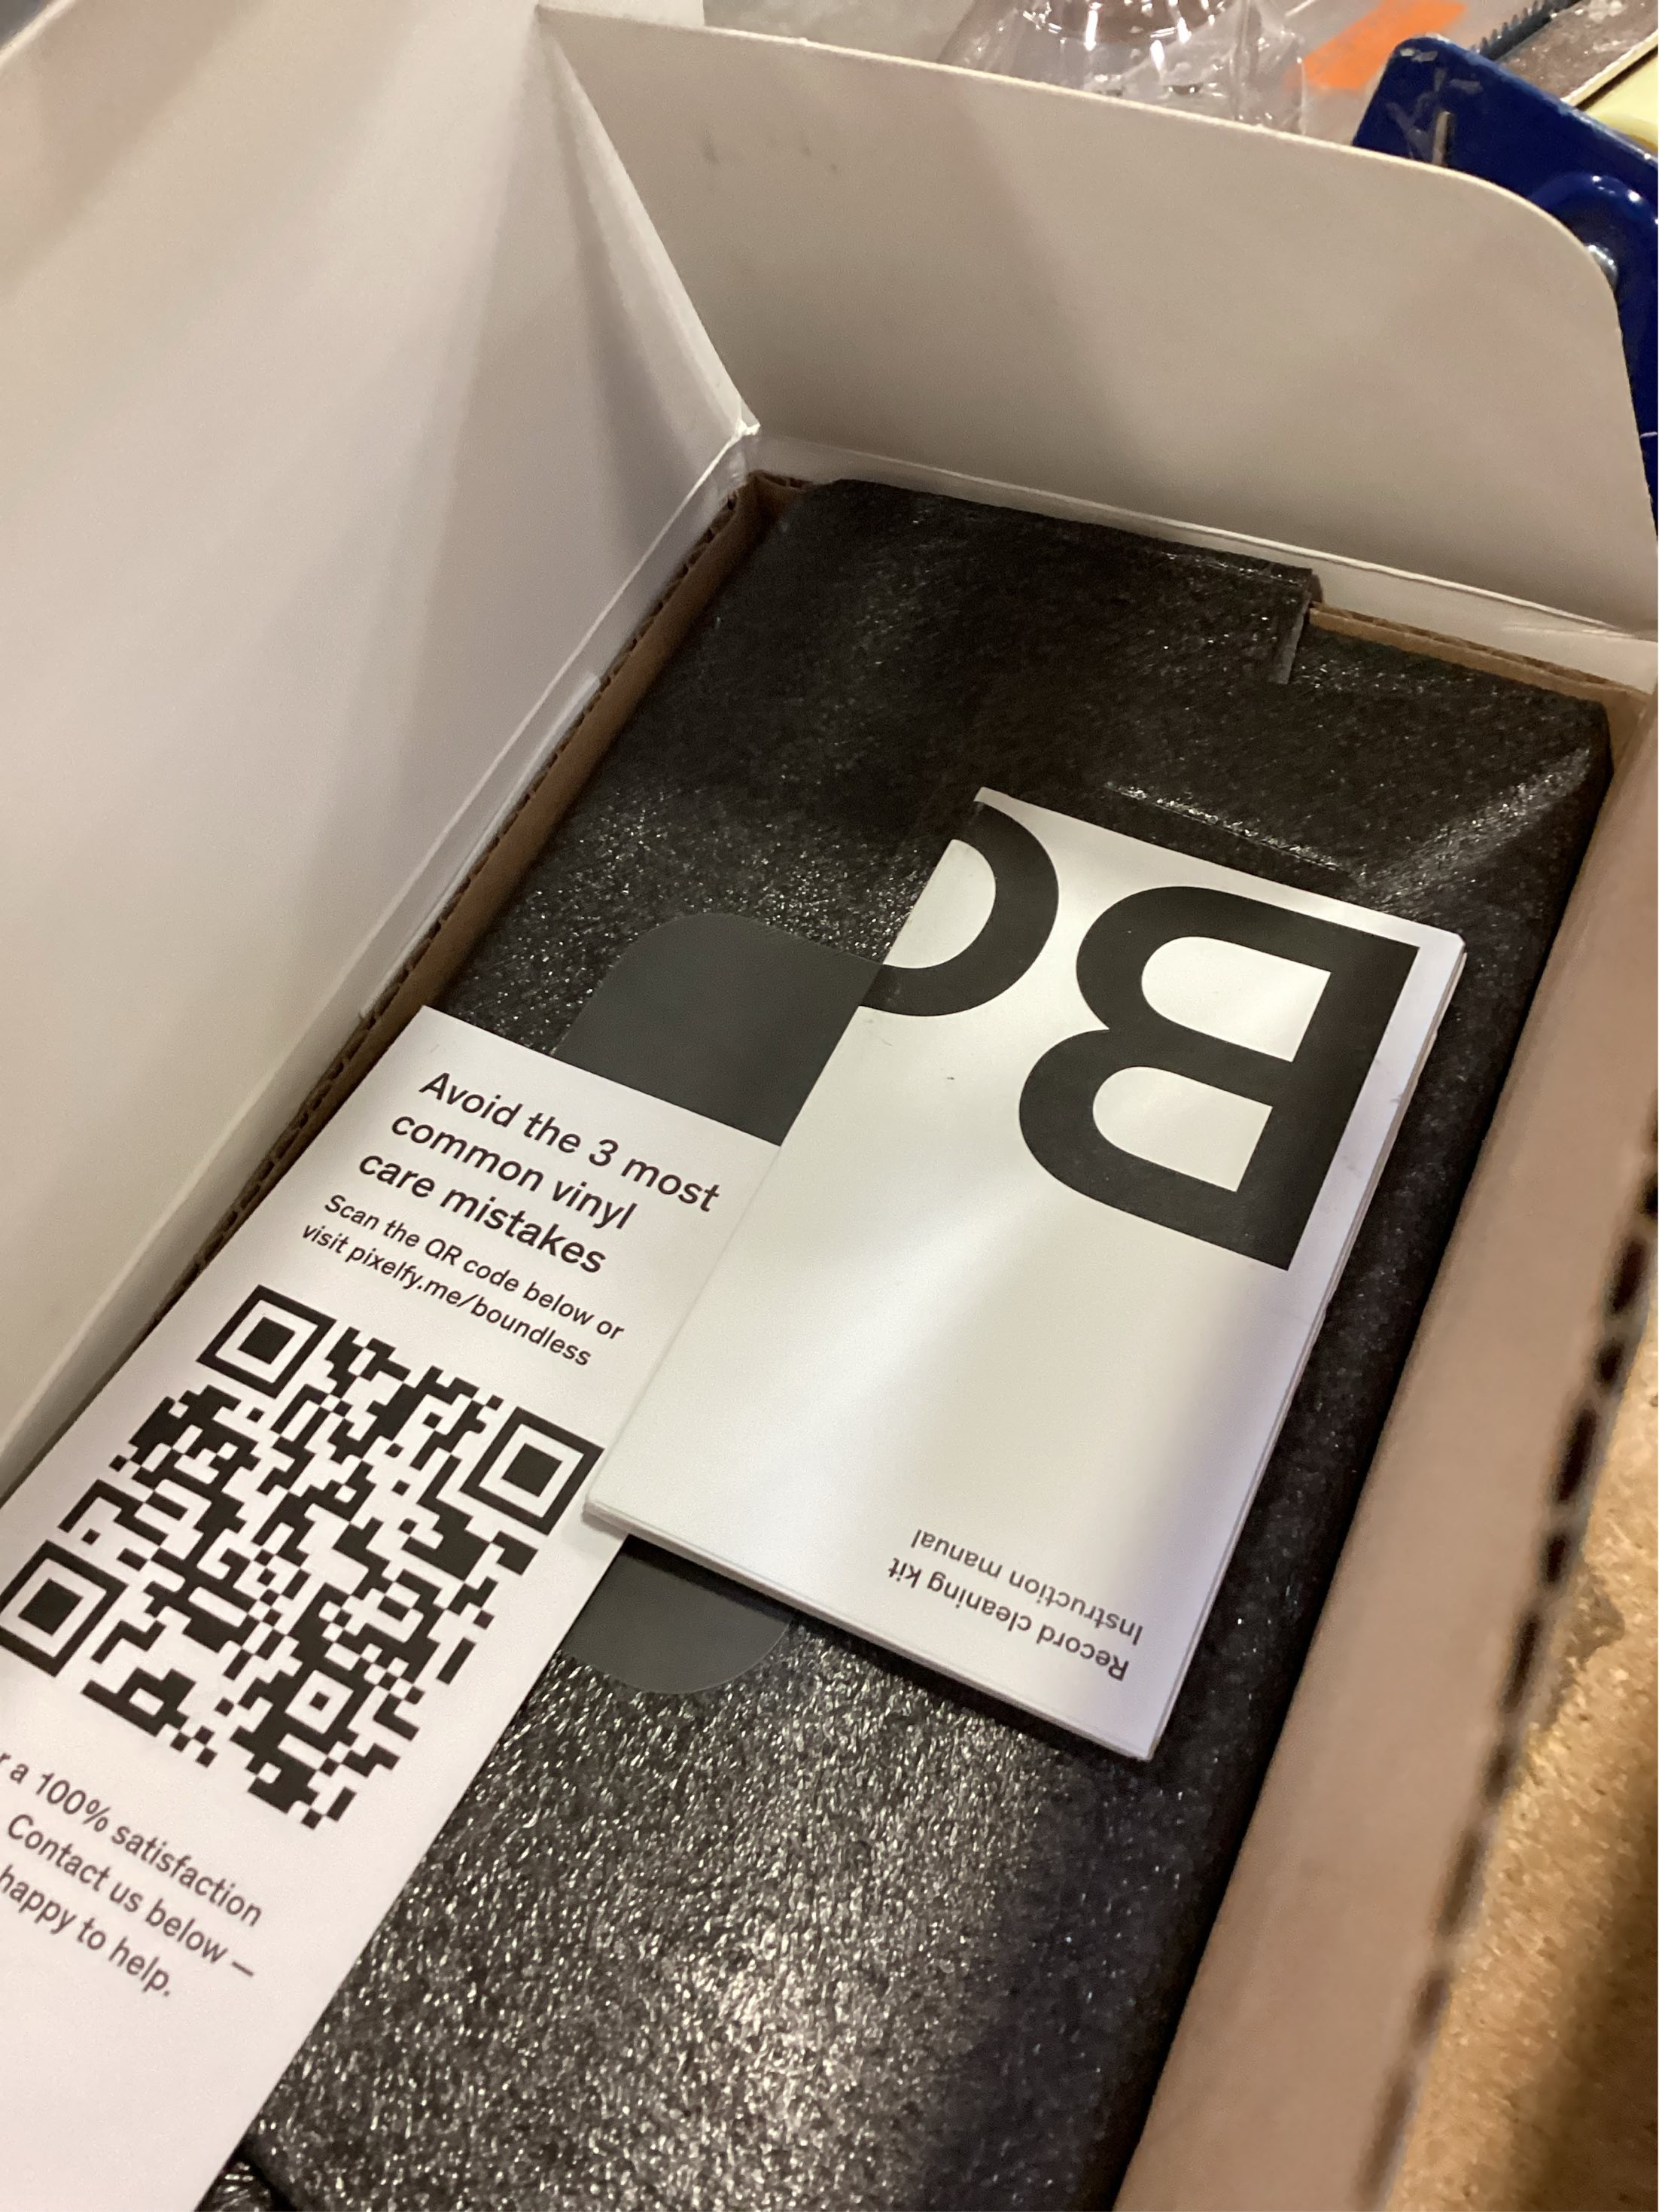 Avoid the 3 most
common vinyl
care mistakes
Scan the QR code below or
visit pixelfy.me/boundless
a 100% satisfaction
Contact us below –
happy to help.
B
Record cleaning kit
Instruction manual